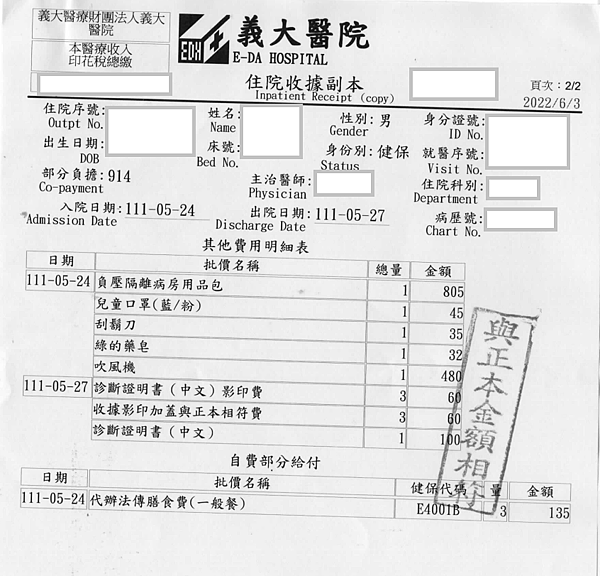 義大醫療財團法人義大
醫院
本醫療收入
印花稅總繳
EDH
義大醫院
E-DA HOSPITAL
住院收據副本
Inpatient Receipt (copy)
頁次: 2/2
2022/6/3
住院序號:
Outpt No.
姓名:
Name
性別: 男
Gender
身分證號:
ID No.
出生日期:
DOB
床號:
Bed No.
身份別: 健保
Status
就醫序號:
Visit No.
部分負擔: 914
Co-payment
主治醫師:
Physician
住院科別:
Department
入院日期: 111-05-24
Admission Date
出院日期: 111-05-27
Discharge Date
病歷號:
Chart No.
其他費用明細表
日期 批價名稱 總量 金額
111-05-24 負壓隔離病房用品包 1 805
兒童口罩(藍/粉) 1 45
刮鬍刀 1 35
綠的藥皂 1 32
吹風機 1 480
111-05-27 診斷證明書(中文)影印費 3 60
收據影印加蓋與正本相符費 3 60
診斷證明書(中文) 1 100
與正本金額相符
自費部分給付
日期 批價名稱 健保代碼 量 金額
111-05-24 代辦法傳膳食費(一般餐) E4001B 3 135